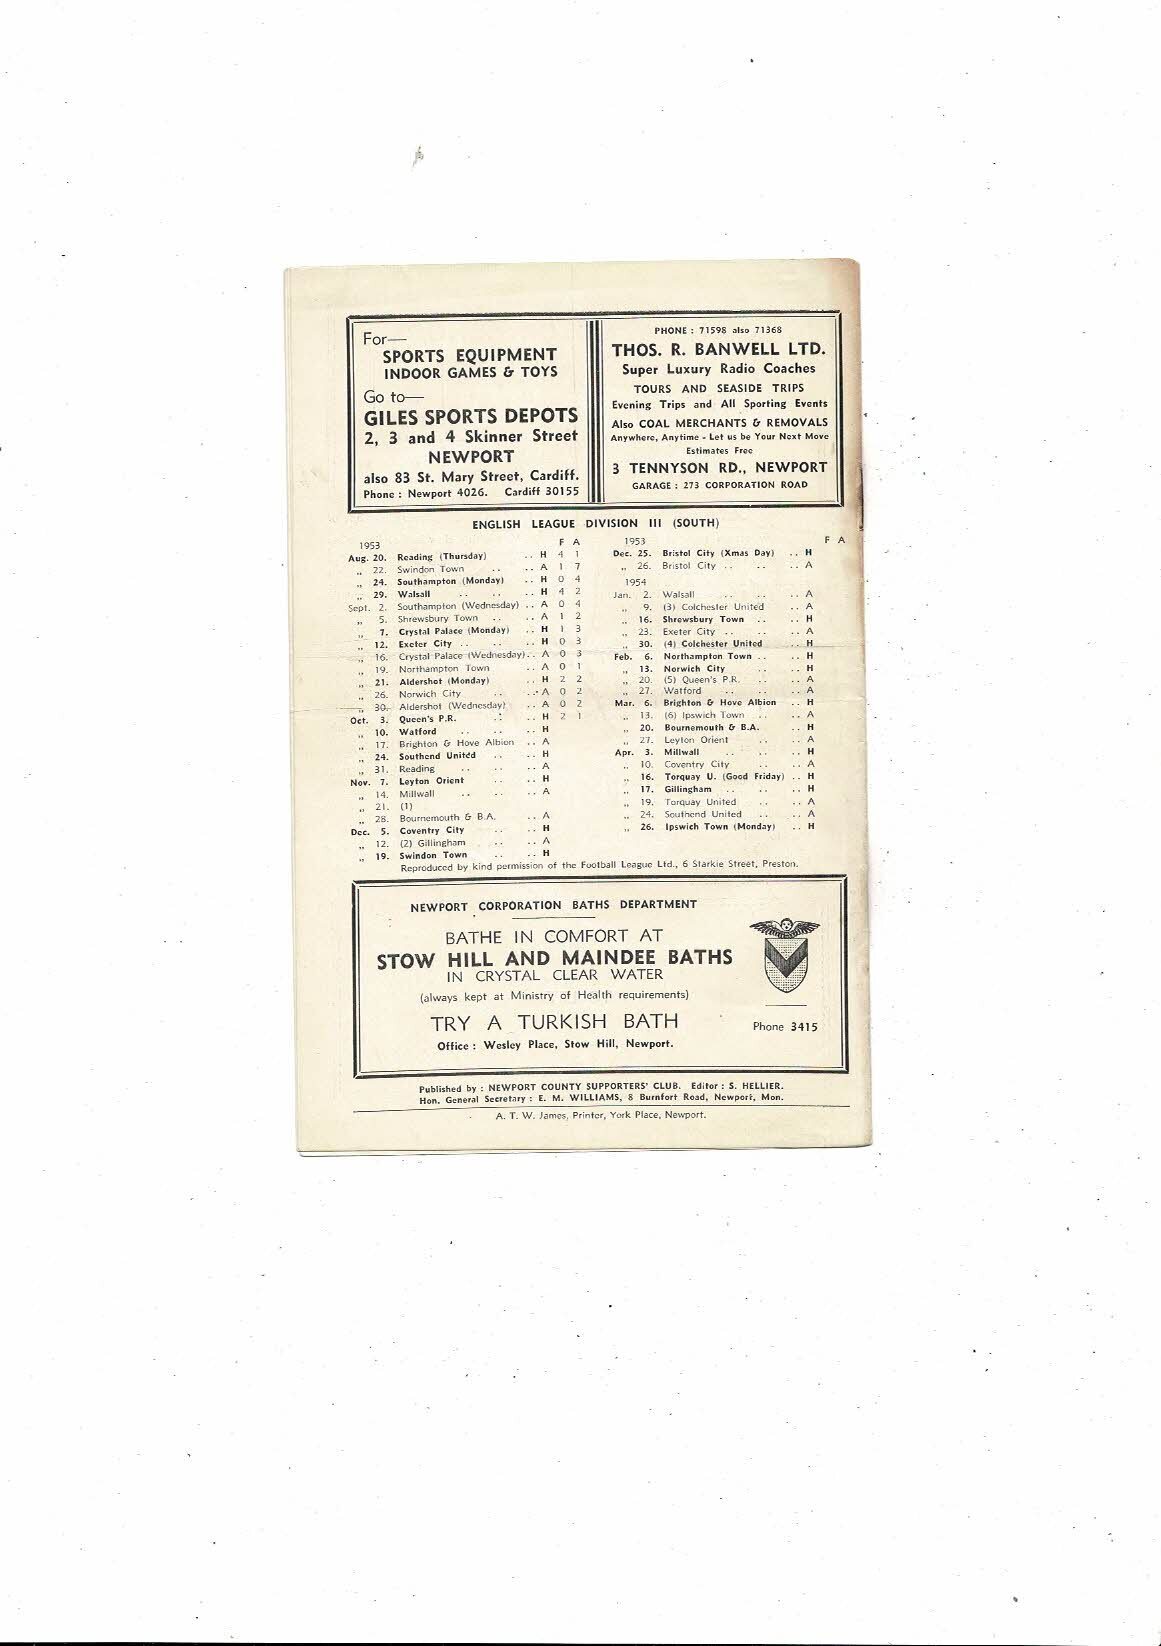 For—
SPORTS EQUIPMENT
INDOOR GAMES & TOYS
Go to—
GILES SPORTS DEPOTS
2, 3 and 4 Skinner Street
NEWPORT
also 83 St. Mary Street, Cardiff.
Phone : Newport 4026. Cardiff 30155
PHONE : 71598 also 71368
THOS. R. BANWELL LTD.
Super Luxury Radio Coaches
TOURS AND SEASIDE TRIPS
Evening Trips and All Sporting Events
Also COAL MERCHANTS & REMOVALS
Anywhere, Anytime - Let us be Your Next Move
Estimates Free
3 TENNYSON RD., NEWPORT
GARAGE : 273 CORPORATION ROAD
ENGLISH LEAGUE DIVISION III (SOUTH)
1953 F A
Aug. 20. Reading (Thursday) .. H 4 1
,, 22. Swindon Town .. .. A 1 7
,, 24. Southampton (Monday) .. H 0 4
,, 29. Walsall .. .. .. H 4 2
Sept. 2. Southampton (Wednesday) .. A 0 4
,, 5. Shrewsbury Town .. .. A 1 2
,, 7. Crystal Palace (Monday) .. H 1 3
,, 12. Exeter City .. .. .. H 0 3
,, 16. Crystal Palace (Wednesday) .. A 0 3
,, 19. Northampton Town .. A 0 1
,, 21. Aldershot (Monday) .. H 2 2
,, 26. Norwich City .. .. A 0 2
,, 30. Aldershot (Wednesday) .. A 0 2
Oct. 3. Queen's P.R. .. .. H 2 1
,, 10. Watford .. .. .. H
,, 17. Brighton & Hove Albion .. A
,, 24. Southend United .. .. H
,, 31. Reading .. .. .. A
Nov. 7. Leyton Orient .. .. H
,, 14. Millwall .. .. .. A
,, 21. (1)
,, 28. Bournemouth & B.A. .. A
Dec. 5. Coventry City .. .. H
,, 12. (2) Gillingham .. .. A
,, 19. Swindon Town .. .. H
1953 F A
Dec. 25. Bristol City (Xmas Day) .. H
,, 26. Bristol City .. .. .. A
1954
Jan. 2. Walsall .. .. .. A
,, 9. (3) Colchester United .. A
,, 16. Shrewsbury Town .. .. H
,, 23. Exeter City .. .. .. A
,, 30. (4) Colchester United .. H
Feb. 6. Northampton Town .. .. H
,, 13. Norwich City .. .. H
,, 20. (5) Queen's P.R. .. .. A
,, 27. Watford .. .. .. A
Mar. 6. Brighton & Hove Albion .. H
,, 13. (6) Ipswich Town .. .. A
,, 20. Bournemouth & B.A. .. H
,, 27. Leyton Orient .. .. A
Apr. 3. Millwall .. .. .. H
,, 10. Coventry City .. .. A
,, 16. Torquay U. (Good Friday) .. H
,, 17. Gillingham .. .. .. H
,, 19. Torquay United .. .. A
,, 24. Southend United .. .. A
,, 26. Ipswich Town (Monday) .. H
Reproduced by kind permission of the Football League Ltd., 6 Starkie Street, Preston.
NEWPORT CORPORATION BATHS DEPARTMENT
BATHE IN COMFORT AT
STOW HILL AND MAINDEE BATHS
IN CRYSTAL CLEAR WATER
(always kept at Ministry of Health requirements)
TRY A TURKISH BATH
Phone 3415
Office : Wesley Place, Stow Hill, Newport.
Published by : NEWPORT COUNTY SUPPORTERS' CLUB. Editor : S. HELLIER.
Hon. General Secretary : E. M. WILLIAMS, 8 Burnfort Road, Newport, Mon.
A. T. W. James, Printer, York Place, Newport.